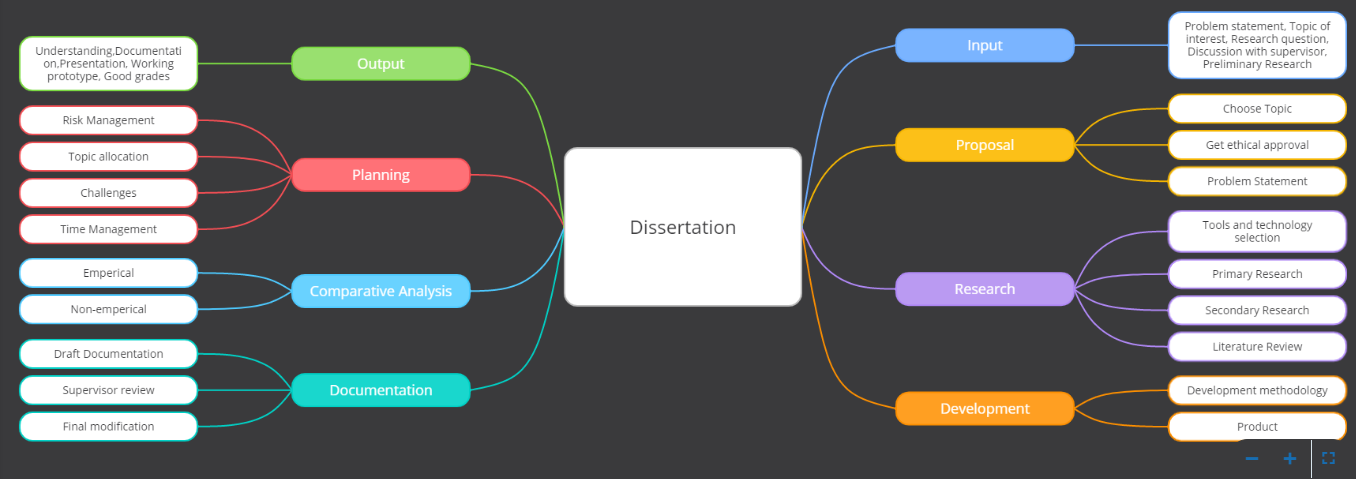 Dissertation
Output
Understanding,Documentati
on.Presentation, Working
prototype, Good grades
Planning
Risk Management
Topic allocation
Challenges
Time Management
Comparative Analysis
Emperical
Non-emperical
Documentation
Draft Documentation
Supervisor review
Final modification
Input
Problem statement, Topic of
interest, Research question,
Discussion with supervisor,
Preliminary Research
Proposal
Choose Topic
Get ethical approval
Problem Statement
Research
Tools and technology
selection
Primary Research
Secondary Research
Literature Review
Development
Development methodology
Product